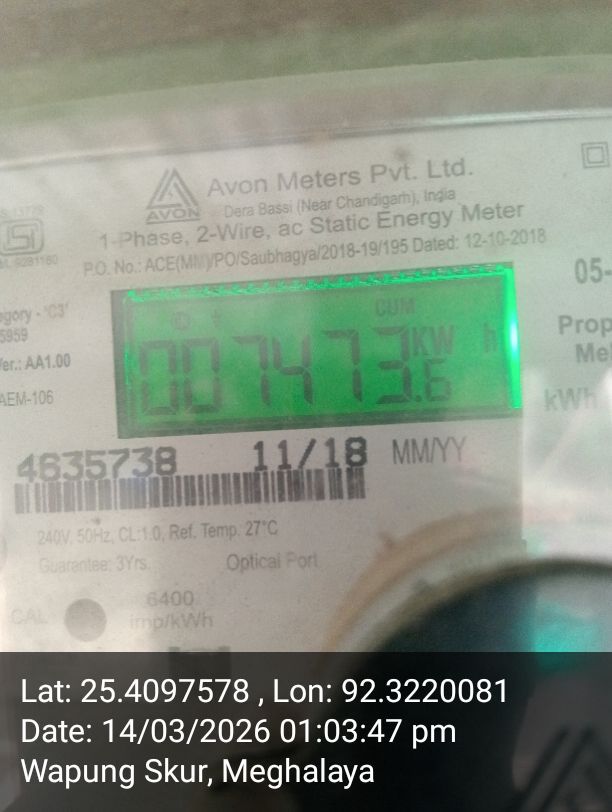 Avon Meters Pvt. Ltd.
AVON
Dera Bassi (Near Chandigarh), India
1-Phase, 2-Wire, ac Static Energy Meter
P.O. No.: ACE(MM)/PO/Saubhagya/2018-19/195 Dated: 12-10-2018
05-
'C3'
5959
Ver.: AA1.00
AEM-106
CUM
007473.6 KW h
Prop
Me
kWh
4635738 11/18 MM/YY
240V, 50Hz, CL:1.0, Ref. Temp. 27°C
Guarantee: 3Yrs. Optical Port
CAL
6400
imp/kWh
Lat: 25.4097578 , Lon: 92.3220081
Date: 14/03/2026 01:03:47 pm
Wapung Skur, Meghalaya